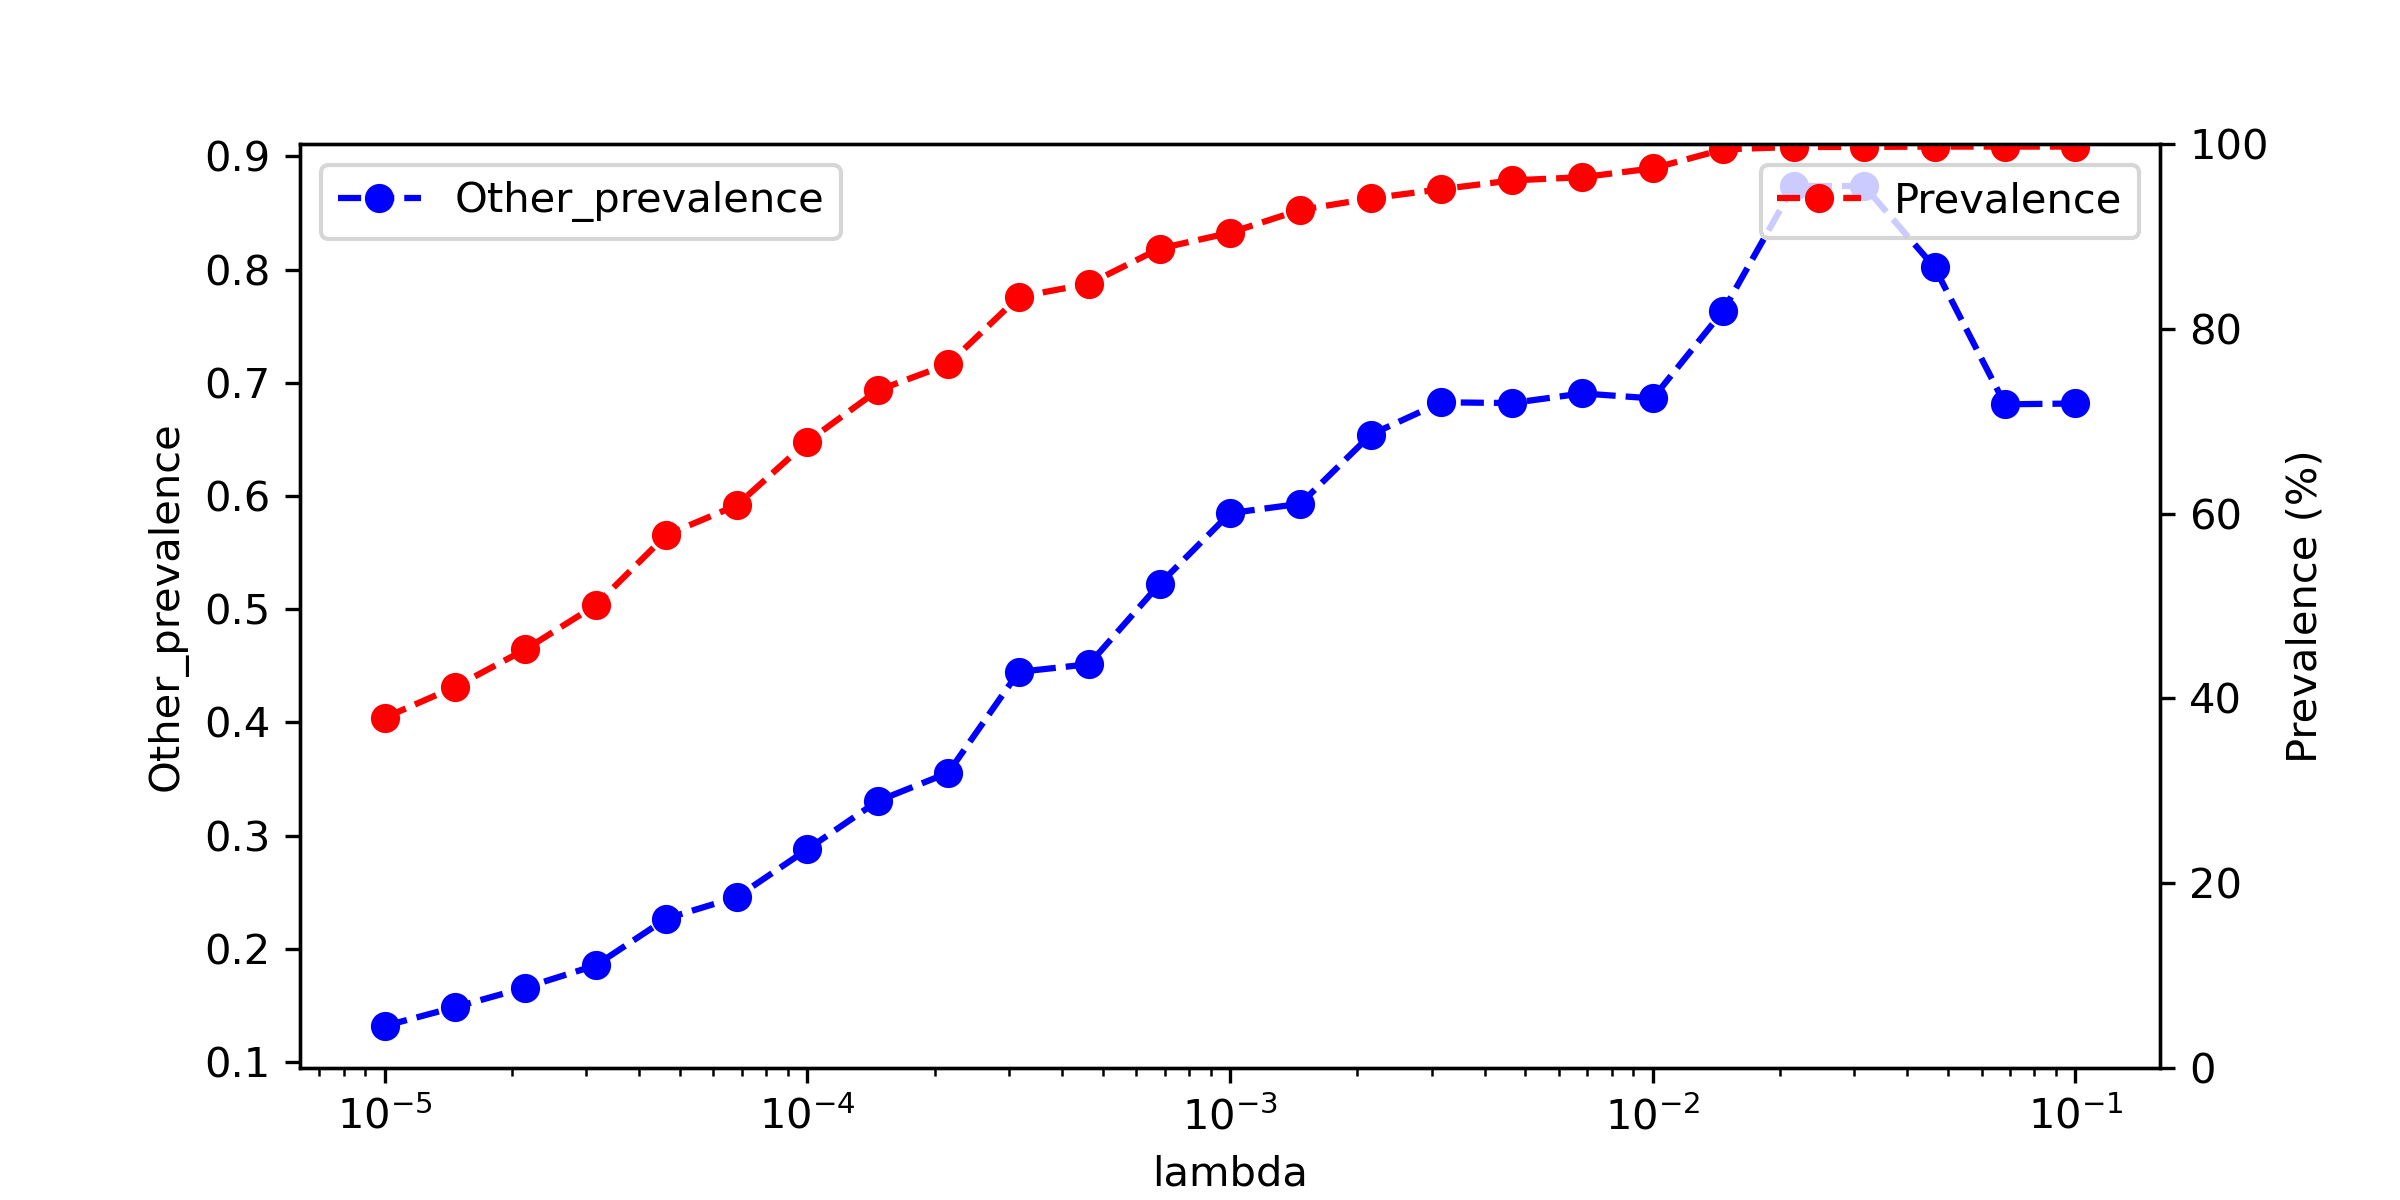 Other_prevalence
Prevalence
0.9
0.8
0.7
0.6
0.5
0.4
0.3
0.2
0.1
Other_prevalence
100
80
60
40
20
0
Prevalence (%)
10⁻⁵ 10⁻⁴ 10⁻³ 10⁻² 10⁻¹
lambda